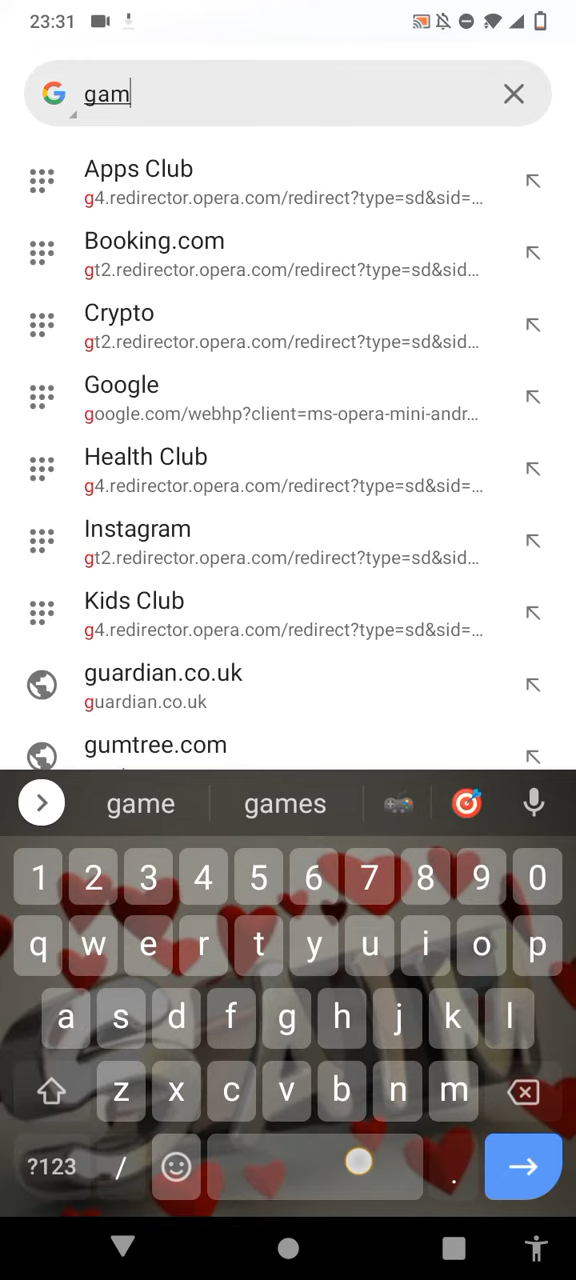 23:31
gam
Apps Club
g4.redirector.opera.com/redirect?type=sd&sid=...
Booking.com
gt2.redirector.opera.com/redirect?type=sd&sid...
Crypto
gt2.redirector.opera.com/redirect?type=sd&sid...
Google
google.com/webhp?client=ms-opera-mini-andr...
Health Club
g4.redirector.opera.com/redirect?type=sd&sid=...
Instagram
gt2.redirector.opera.com/redirect?type=sd&sid...
Kids Club
g4.redirector.opera.com/redirect?type=sd&sid=...
guardian.co.uk
guardian.co.uk
gumtree.com
game games
1 2 3 4 5 6 7 8 9 0
q w e r t y u i o p
a s d f g h j k l
z x c v b n m
?123 / .